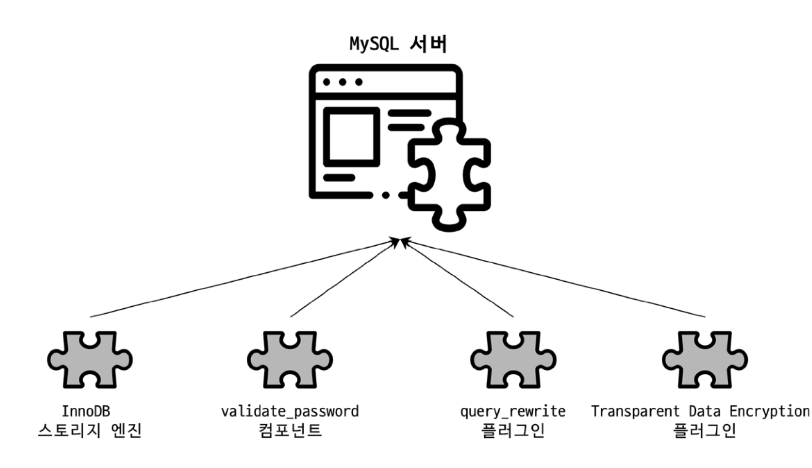 MySQL 서버
InnoDB
스토리지 엔진
validate_password
컴포넌트
query_rewrite
플러그인
Transparent Data Encryption
플러그인